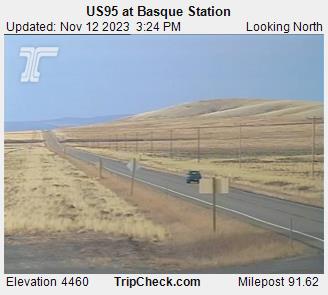 US95 at Basque Station
Updated: Nov 12 2023 3:24 PM Looking North
Elevation 4460 TripCheck.com Milepost 91.62